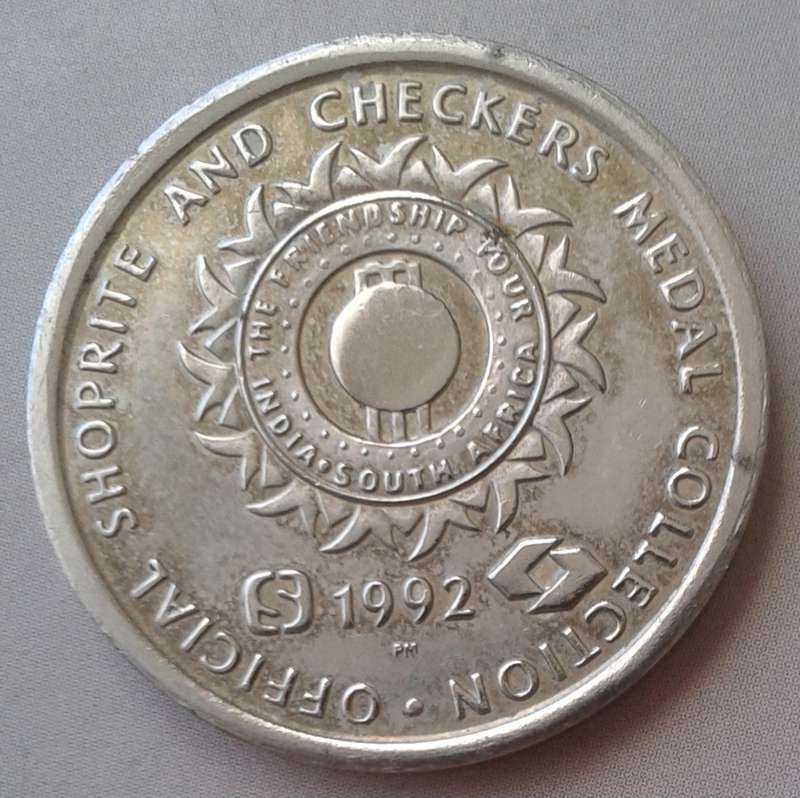 OFFICIAL SHOPRITE AND CHECKERS MEDAL COLLECTION •
THE FRIENDSHIP TOUR
INDIA • SOUTH AFRICA
S 1992
PM